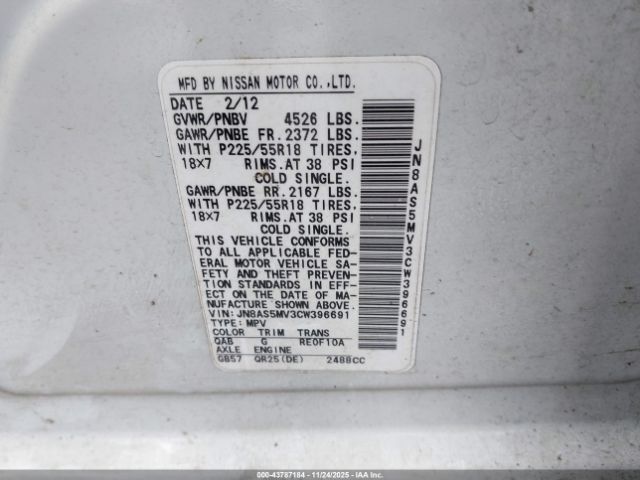 MFD BY NISSAN MOTOR CO.,LTD.
DATE 2/12
GVWR/PNBV 4526 LBS.
GAWR/PNBE FR.2372 LBS.
WITH P225/55R18 TIRES,
18X7 RIMS.AT 38 PSI
COLD SINGLE.
GAWR/PNBE RR.2167 LBS.
WITH P225/55R18 TIRES,
18X7 RIMS.AT 38 PSI
COLD SINGLE.
THIS VEHICLE CONFORMS
TO ALL APPLICABLE FED-
ERAL MOTOR VEHICLE SA-
FETY AND THEFT PREVEN-
TION STANDARDS IN EFF-
ECT ON THE DATE OF MA-
NUFACTURE SHOWN ABOVE.
VIN: JN8AS5MV3CW396691
TYPE: MPV
COLOR TRIM TRANS
QAB G RE0F10A
AXLE ENGINE
GB57 QR25(DE) 2488CC
JN8AS5MV3CW396691
000-43787164 - 11/24/2025 - COPYRIGHT IAA, LLC.